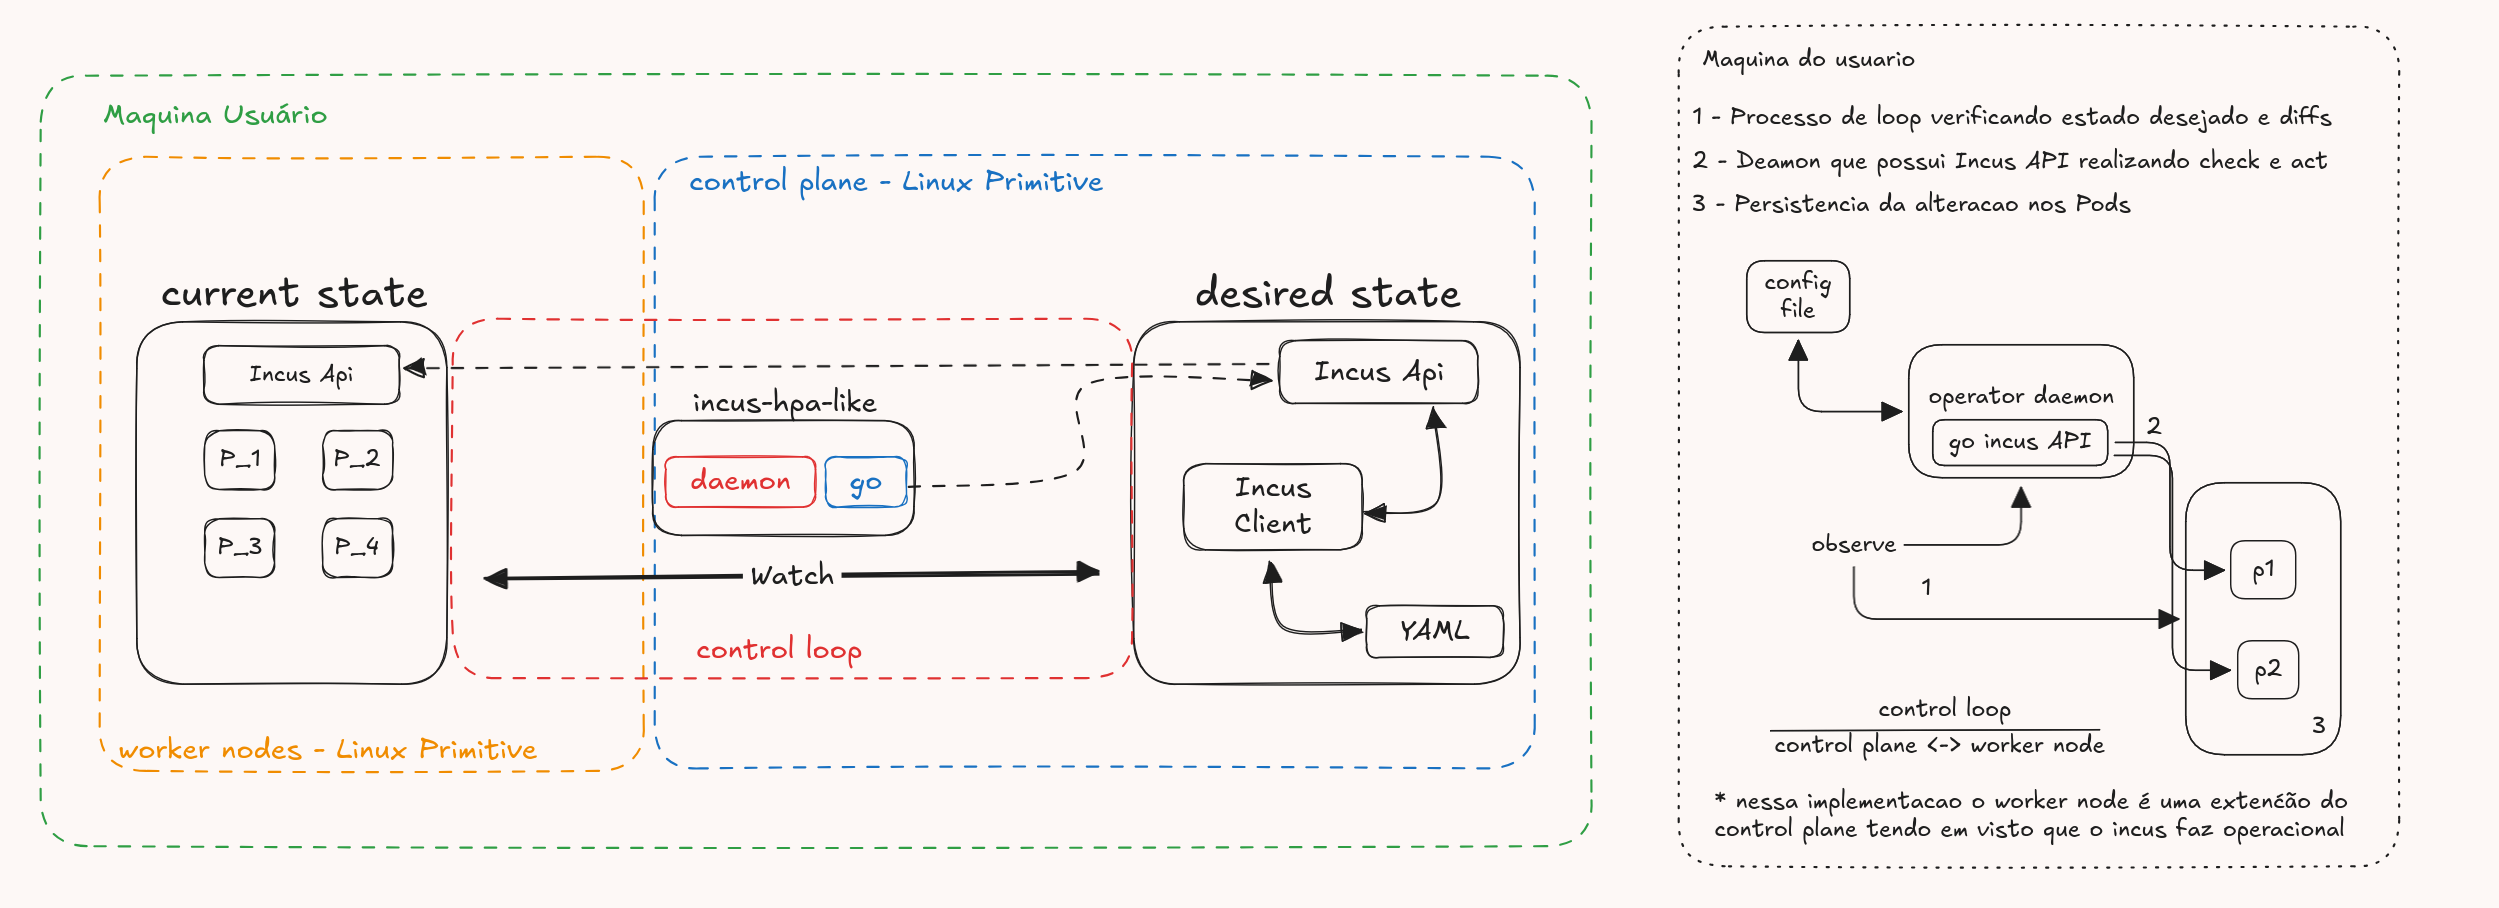 Maquina Usuário
control plane - Linux Primitive
current state
desired state
Incus Api
P_1
P_2
P_3
P_4
incus-hpa-like
daemon
go
Watch
control loop
Incus Api
Incus
Client
YAML
worker nodes - Linux Primitive
Maquina do usuario
1 - Processo de loop verificando estado desejado e diffs
2 - Deamon que possui Incus API realizando check e act
3 - Persistencia da alteracao nos Pods
config
file
operator daemon
go incus API
2
observe
1
p1
p2
3
control loop
control plane <-> worker node
* nessa implementacao o worker node é uma extenćão do
control plane tendo em visto que o incus faz operacional